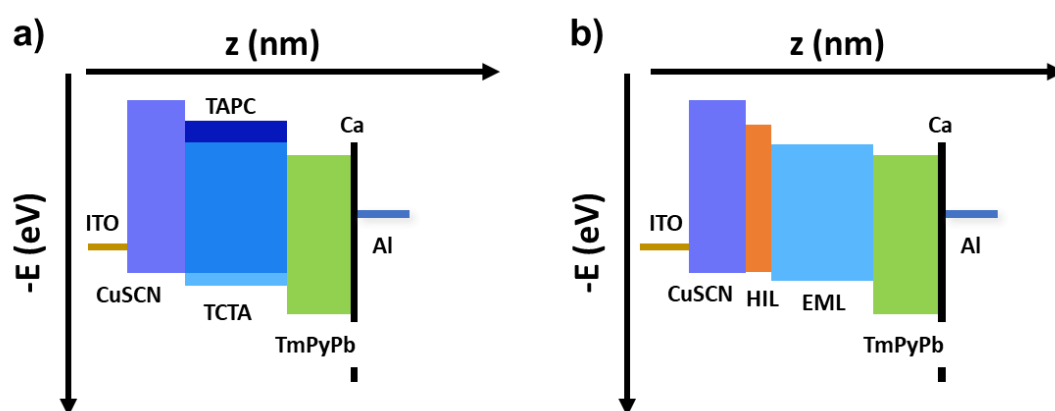 a)
z (nm)
TAPC
Ca
ITO
-E (eV)
Al
CuSCN
TCTA
TmPyPb
b)
z (nm)
Ca
ITO
-E (eV)
Al
CuSCN
HIL
EML
TmPyPb